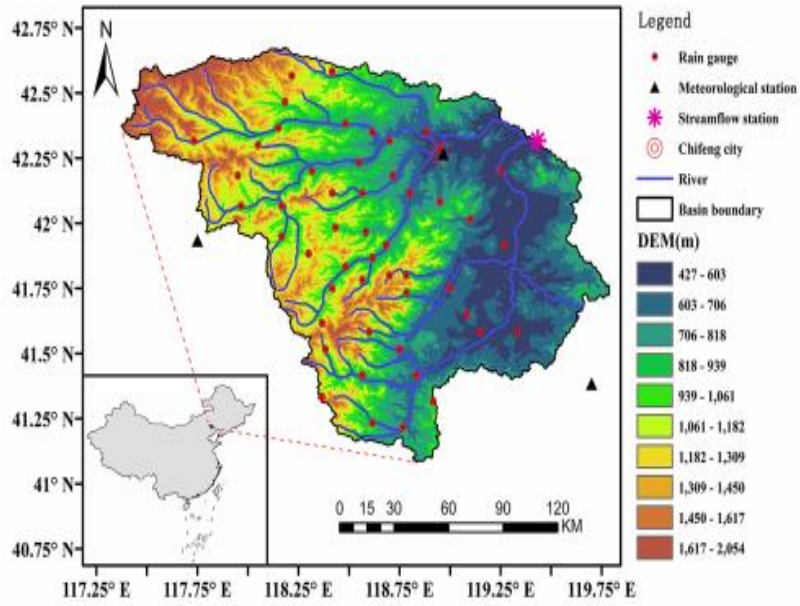 N
42.75° N
42.5° N
42.25° N
42° N
41.75° N
41.5° N
41.25° N
41° N
40.75° N
117.25° E
117.75° E
118.25° E
118.75° E
119.25° E
119.75° E
0 15 30 60 90 120
KM
Legend
Rain gauge
Meteorological station
Streamflow station
Chifeng city
River
Basin boundary
DEM(m)
427 - 603
603 - 706
706 - 818
818 - 939
939 - 1,061
1,061 - 1,182
1,182 - 1,309
1,309 - 1,450
1,450 - 1,617
1,617 - 2,054